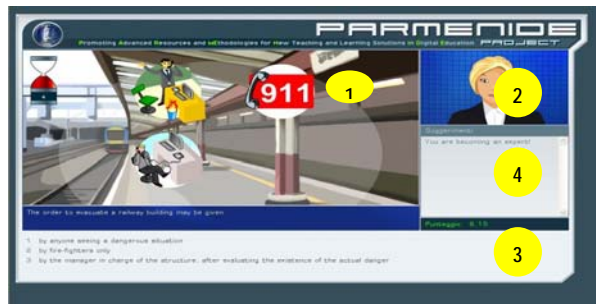 PARMENIDE
Promoting Advanced Resources and mEthodologies for New Teaching and Learning Solutions in Digital Education PROJECT
911
1
2
Suggerimenti
You are becoming an expert!
4
The order to evacuate a railway building may be given
Punteggio: 6.15
1 by anyone seeing a dangerous situation
2 by fire-fighters only
3 by the manager in charge of the structure, after evaluating the existence of the actual danger
3